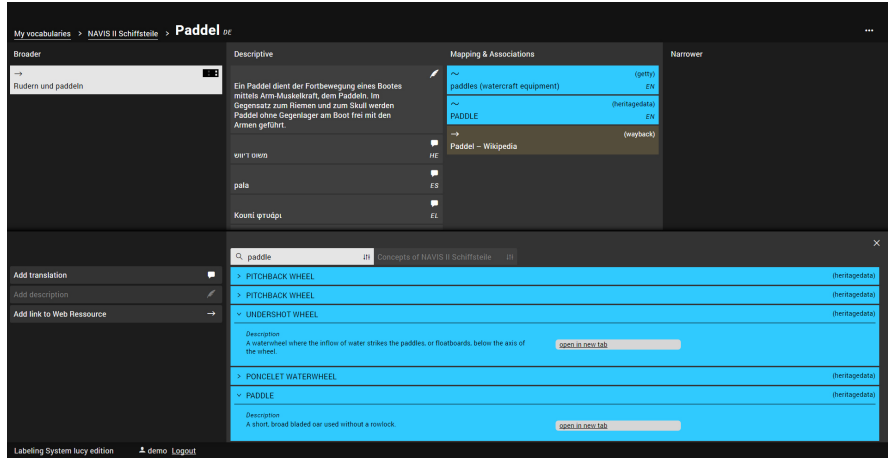 My vocabularies > NAVIS II Schiffsteile > Paddel DE
Broader
Descriptive
Mapping & Associations
Narrower
→
Rudern und paddeln
Ein Paddel dient der Fortbewegung eines Bootes
mittels Arm-Muskelkraft, dem Paddeln. Im
Gegensatz zum Riemen und zum Skull werden
Paddel ohne Gegenlager am Boot frei mit den
Armen geführt.
משוט דיווש
HE
pala
ES
Κουπί φτυάρι
EL
~ (getty)
paddles (watercraft equipment) EN
~ (heritagedata)
PADDLE EN
→ (wayback)
Paddel – Wikipedia
Add translation
Add description
Add link to Web Ressource →
paddle
Concepts of NAVIS II Schiffsteile
> PITCHBACK WHEEL (heritagedata)
> PITCHBACK WHEEL (heritagedata)
UNDERSHOT WHEEL (heritagedata)
Description
A waterwheel where the inflow of water strikes the paddles, or floatboards, below the axis of
the wheel.
open in new tab
> PONCELET WATERWHEEL (heritagedata)
PADDLE (heritagedata)
Description
A short, broad bladed oar used without a rowlock.
open in new tab
Labeling System lucy edition demo Logout